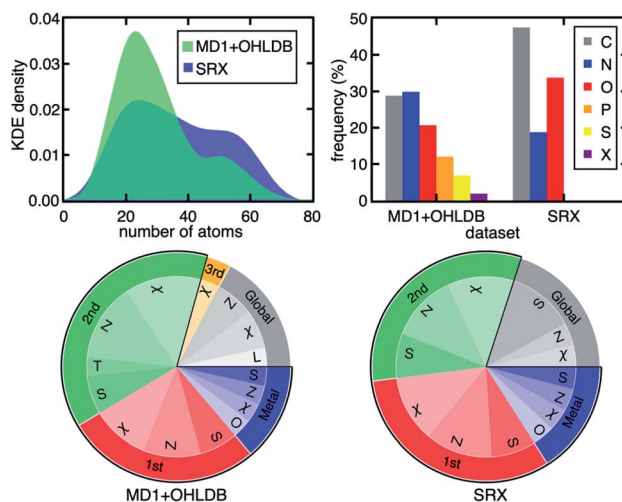 0.04
0.03
0.02
0.01
0.00
KDE density
MD1+OHLDB
SRX
0
20
40
60
80
number of atoms
50
40
30
20
10
0
frequency (%)
C
N
O
P
S
X
MD1+OHLDB
SRX
dataset
2nd
3rd
Global
Metal
1st
χ
Z
T
S
χ
Z
S
O
χ
Z
S
L
χ
Z
χ
MD1+OHLDB
2nd
Global
Metal
1st
χ
Z
S
χ
Z
S
O
χ
Z
S
χ
Z
S
SRX